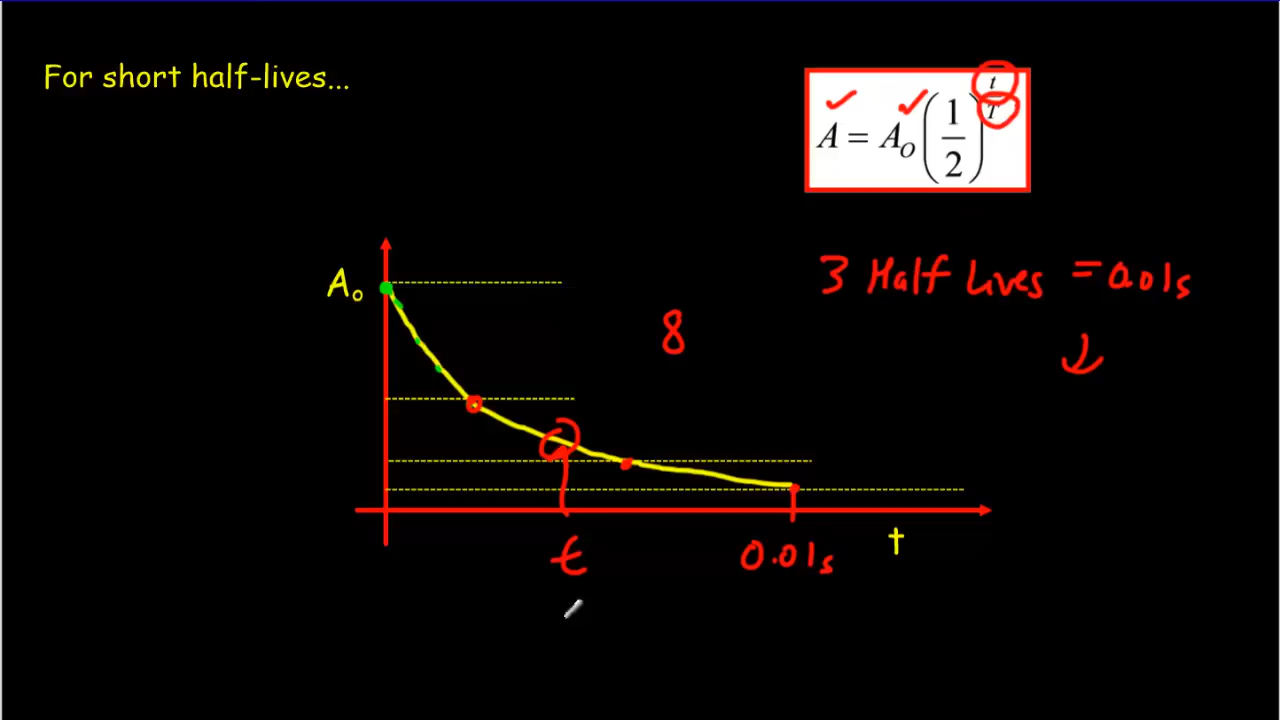 For short half-lives...
A = A₀(1/2)^(t/T)
3 Half Lives = 0.01s
A₀
8
t
0.01s
t